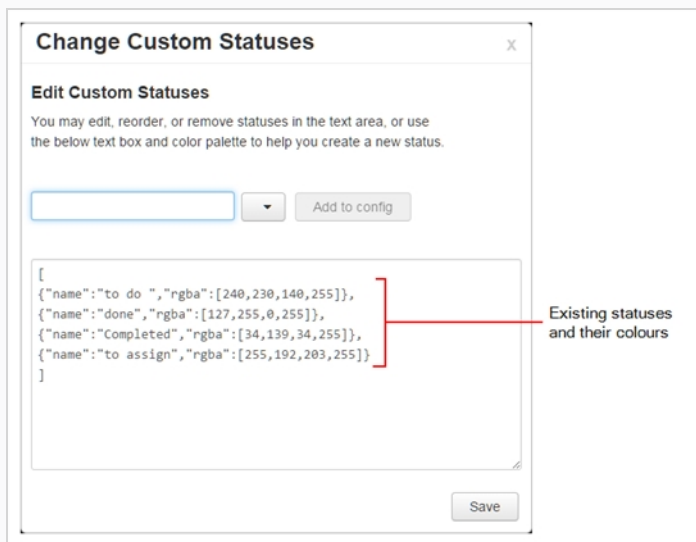 Change Custom Statuses
x
Edit Custom Statuses
You may edit, reorder, or remove statuses in the text area, or use
the below text box and color palette to help you create a new status.
Add to config
[
{"name":"to do ","rgba":[240,230,140,255]},
{"name":"done","rgba":[127,255,0,255]},
{"name":"Completed","rgba":[34,139,34,255]},
{"name":"to assign","rgba":[255,192,203,255]}
]
Existing statuses
and their colours
Save